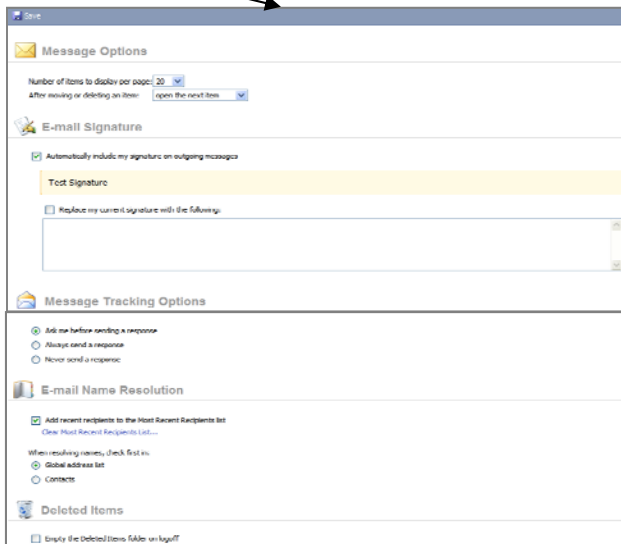 Save
Message Options
Number of items to display per page: 20
After moving or deleting an item: open the next item
E-mail Signature
Automatically include my signature on outgoing messages
Test Signature
Replace my current signature with the following:
Message Tracking Options
Ask me before sending a response
Always send a response
Never send a response
E-mail Name Resolution
Add recent recipients to the Most Recent Recipients list
Clear Most Recent Recipients List...
When resolving names, check first in:
Global address list
Contacts
Deleted Items
Empty the Deleted Items folder on logoff